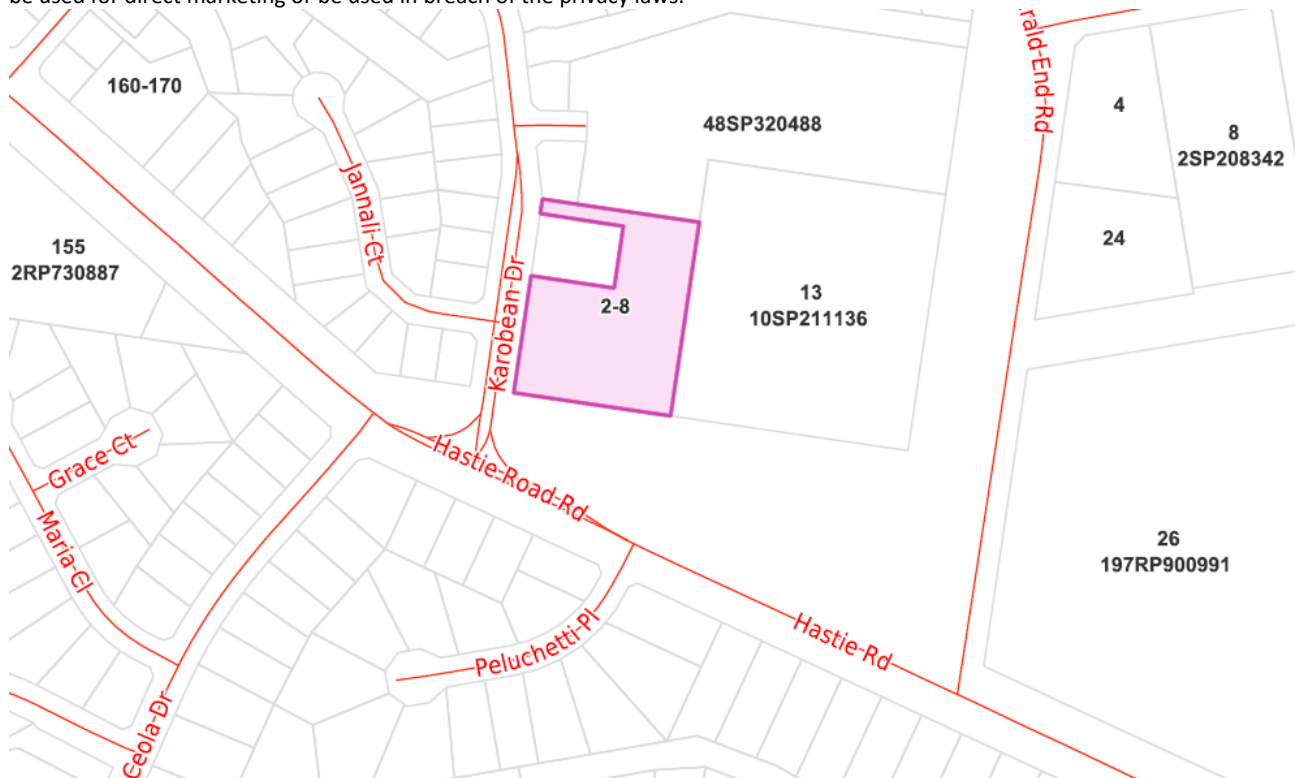 be used for direct marketing or be used in breach of the privacy laws.
160-170
48SP320488
rald-End-Rd
4
8
2SP208342
Jannali-Ct
155
2RP730887
24
Karobean-Dr
2-8
13
10SP211136
Grace-Ct
Hastie-Road-Rd
Maria-Cl
26
197RP900991
Peluchetti-Pl
Hastie-Rd
Ceola-Dr